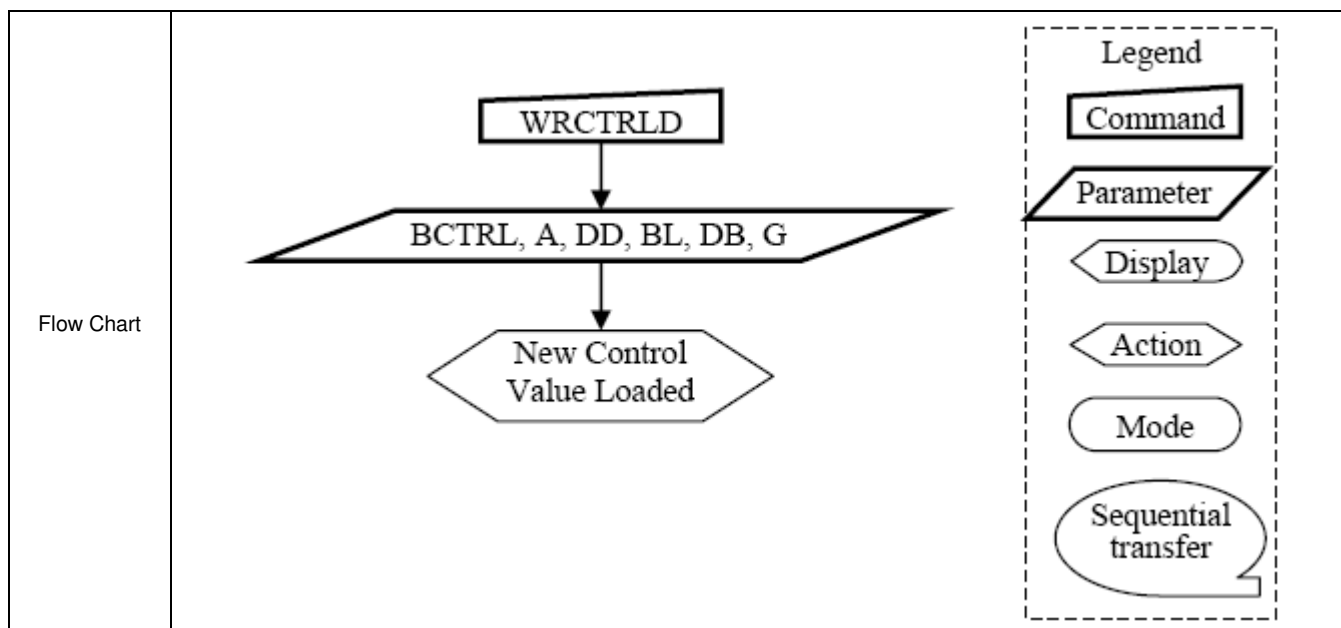 Flow Chart
WRCTRLD
BCTRL, A, DD, BL, DB, G
New Control
Value Loaded
Legend
Command
Parameter
Display
Action
Mode
Sequential
transfer